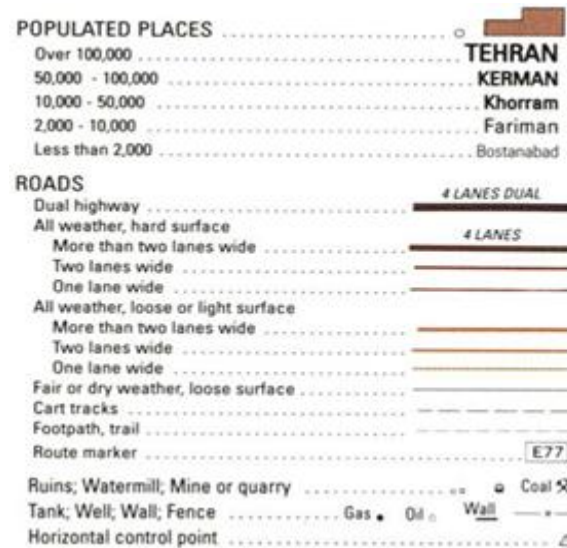 POPULATED PLACES
Over 100,000 TEHRAN
50,000 - 100,000 KERMAN
10,000 - 50,000 Khorram
2,000 - 10,000 Fariman
Less than 2,000 Bostanabad
ROADS
4 LANES DUAL
Dual highway
All weather, hard surface
4 LANES
More than two lanes wide
Two lanes wide
One lane wide
All weather, loose or light surface
More than two lanes wide
Two lanes wide
One lane wide
Fair or dry weather, loose surface
Cart tracks
Footpath, trail
Route marker E77
Ruins; Watermill; Mine or quarry Coal
Tank; Well; Wall; Fence Gas Oil Wall
Horizontal control point